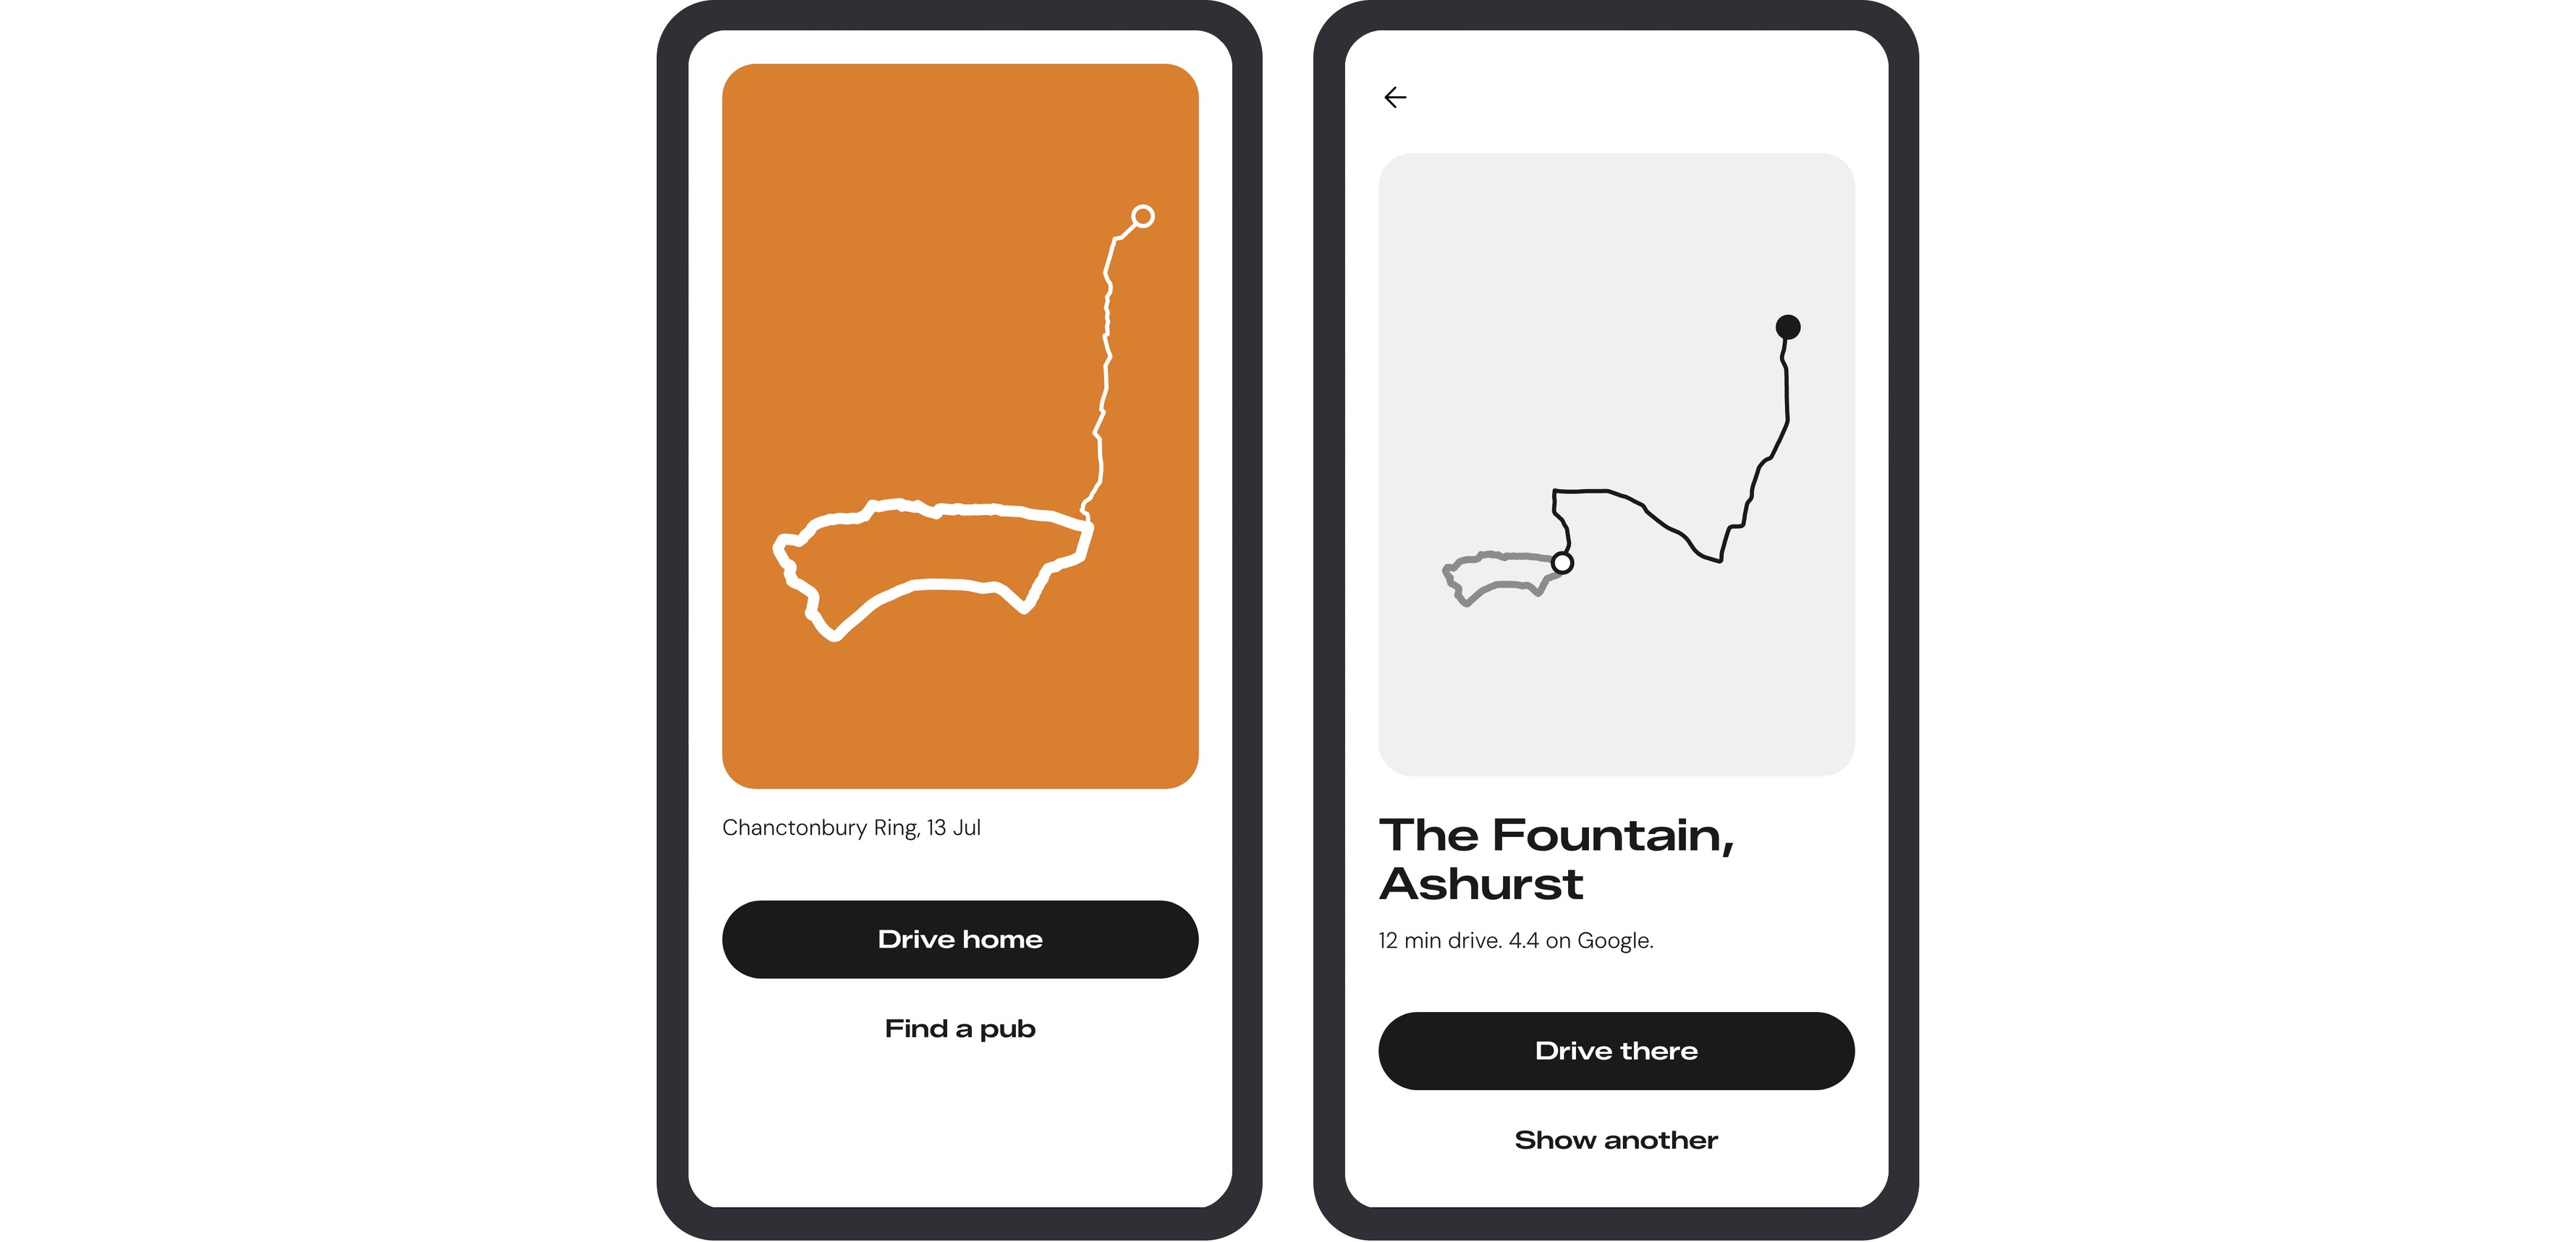 Chanctonbury Ring, 13 Jul
Drive home
Find a pub
The Fountain,
Ashurst
12 min drive. 4.4 on Google.
Drive there
Show another